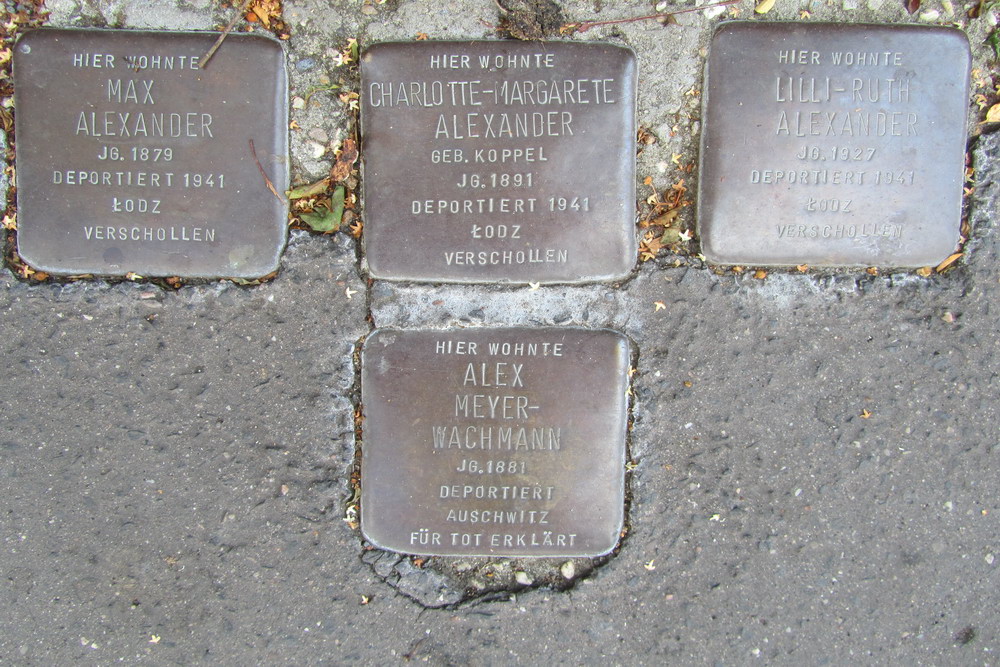 HIER WOHNTE
MAX
ALEXANDER
JG. 1879
DEPORTIERT 1941
ŁODZ
VERSCHOLLEN
HIER WOHNTE
CHARLOTTE-MARGARETE
ALEXANDER
GEB. KOPPEL
JG. 1891
DEPORTIERT 1941
ŁODZ
VERSCHOLLEN
HIER WOHNTE
LILLI-RUTH
ALEXANDER
JG. 1927
DEPORTIERT 1941
ŁODZ
VERSCHOLLEN
HIER WOHNTE
ALEX
MEYER-
WACHMANN
JG. 1881
DEPORTIERT
AUSCHWITZ
FÜR TOT ERKLÄRT